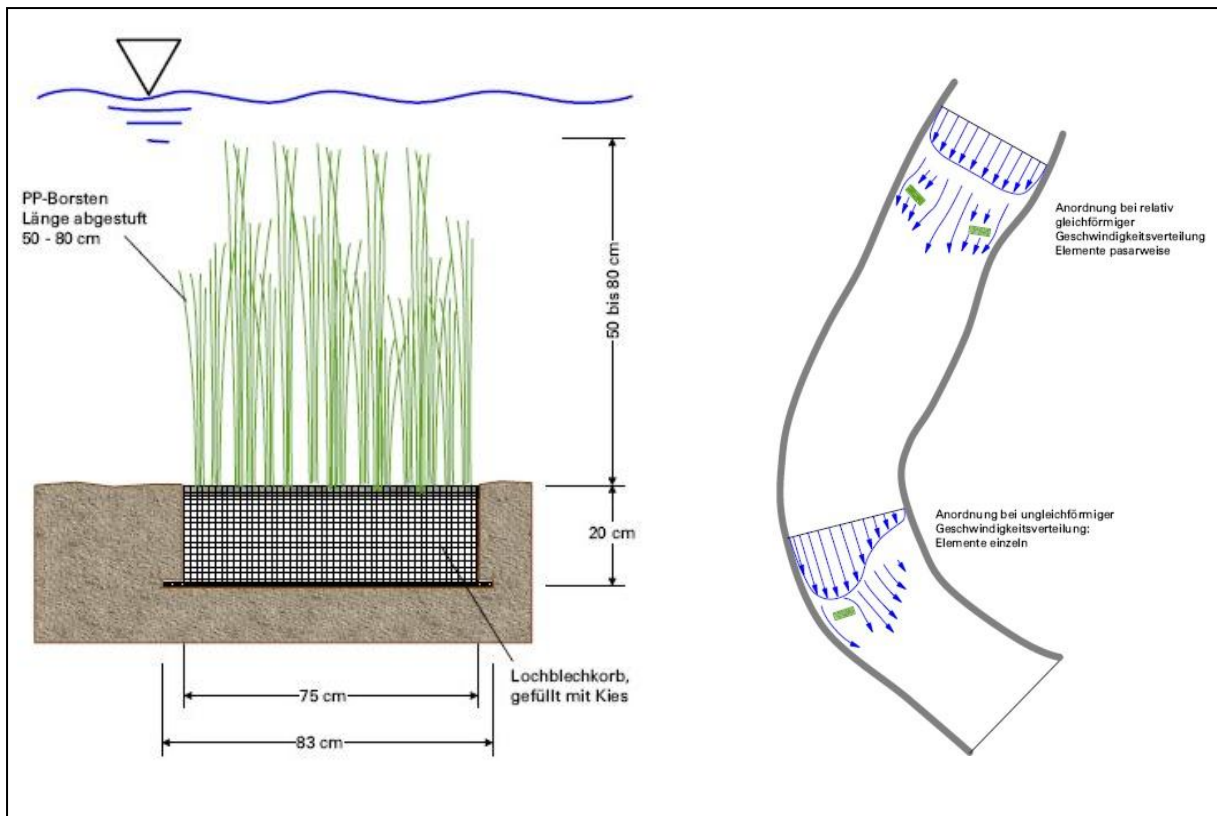 PP-Borsten
Länge abgestuft
50 - 80 cm
50 bis 80 cm
20 cm
Lochblechkorb,
gefüllt mit Kies
75 cm
83 cm
Anordnung bei relativ
gleichförmiger
Geschwindigkeitsverteilung
Elemente pasarweise
Anordnung bei ungleichförmiger
Geschwindigkeitsverteilung:
Elemente einzeln